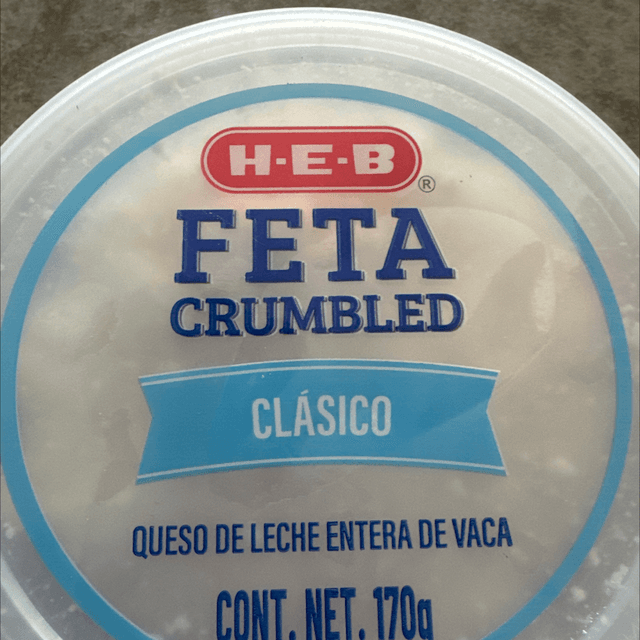 H-E-B®
FETA
CRUMBLED
CLÁSICO
QUESO DE LECHE ENTERA DE VACA
CONT. NET. 170g